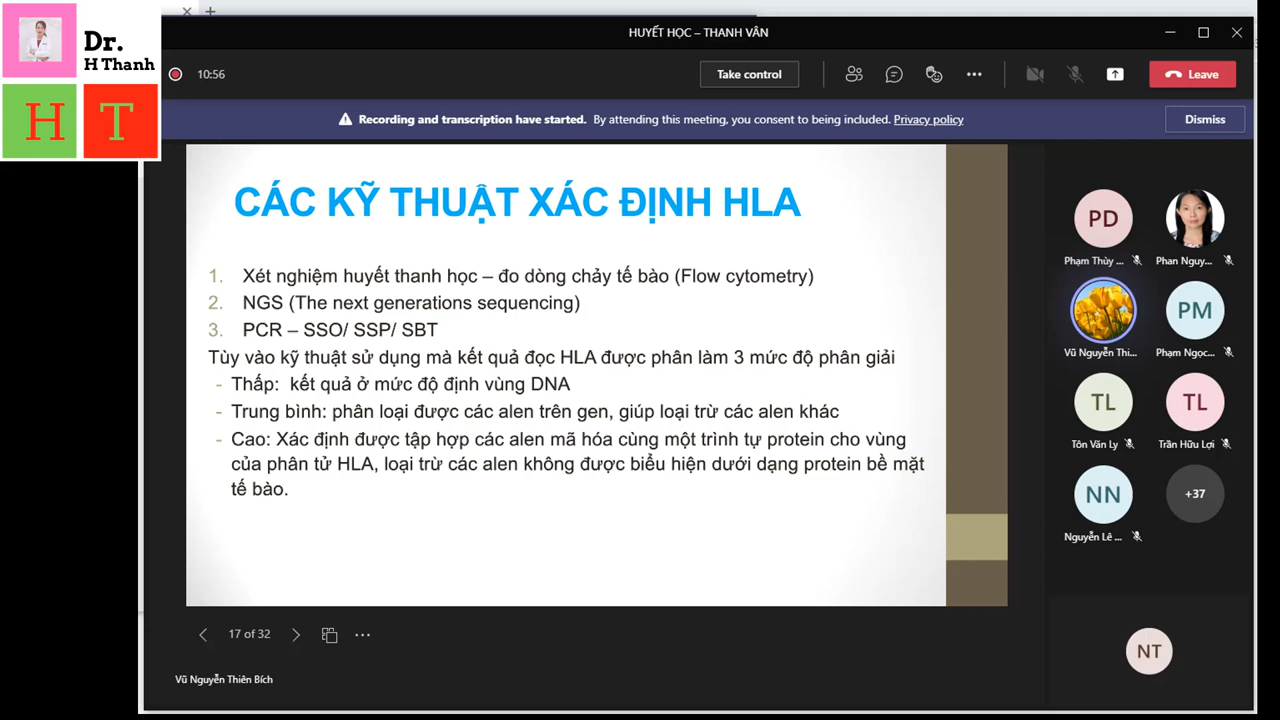 Dr.
H Thanh
H T
HUYẾT HỌC – THANH VÂN
10:56
Take control
Leave
Recording and transcription have started. By attending this meeting, you consent to being included. Privacy policy
Dismiss
CÁC KỸ THUẬT XÁC ĐỊNH HLA
1. Xét nghiệm huyết thanh học – đo dòng chảy tế bào (Flow cytometry)
2. NGS (The next generations sequencing)
3. PCR – SSO/ SSP/ SBT
Tùy vào kỹ thuật sử dụng mà kết quả đọc HLA được phân làm 3 mức độ phân giải
- Thấp: kết quả ở mức độ định vùng DNA
- Trung bình: phân loại được các alen trên gen, giúp loại trừ các alen khác
- Cao: Xác định được tập hợp các alen mã hóa cùng một trình tự protein cho vùng
của phân tử HLA, loại trừ các alen không được biểu hiện dưới dạng protein bề mặt
tế bào.
PD
Phạm Thùy ...
Phan Nguy...
Vũ Nguyễn Thi...
PM
Phạm Ngọc...
TL
Tôn Văn Ly
TL
Trần Hữu Lợi
NN
Nguyễn Lê ...
+37
NT
17 of 32
Vũ Nguyễn Thiên Bích